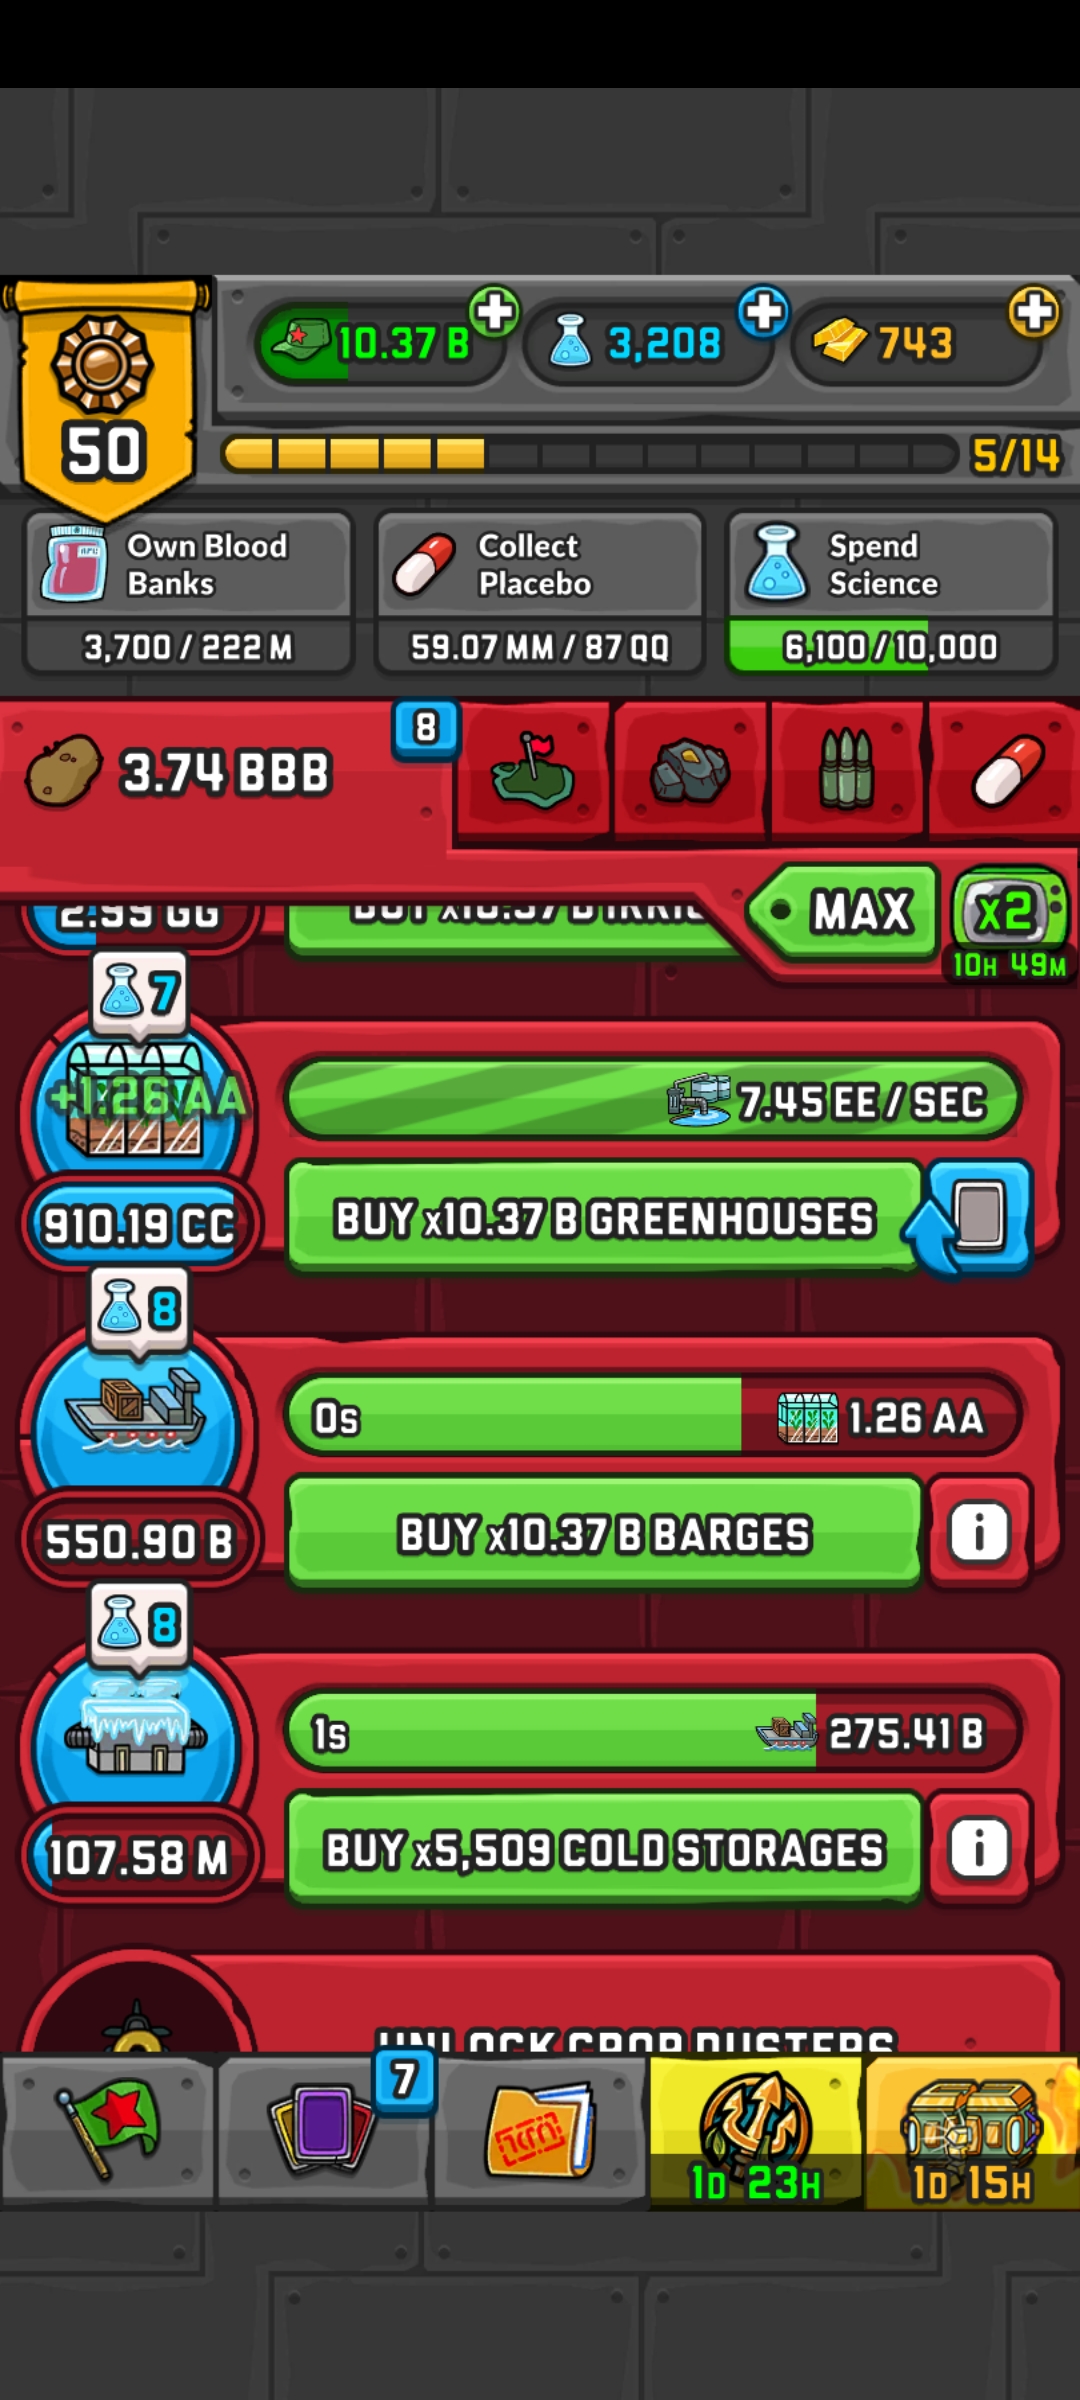 10.37 B
3,208
743
50
5/14
Own Blood
Banks
3,700 / 222 M
Collect
Placebo
59.07 MM / 87 QQ
Spend
Science
6,100 / 10,000
3.74 BBB
8
MAX
x2
10H 49M
2.99 GG
7
+1.26 AA
7.45 EE / SEC
910.19 CC
BUY x10.37 B GREENHOUSES
8
0s
1.26 AA
550.90 B
BUY x10.37 B BARGES
i
8
1s
275.41 B
107.58 M
BUY x5,509 COLD STORAGES
i
UNLOCK CROP DUSTERS
7
1D 23H
1D 15H